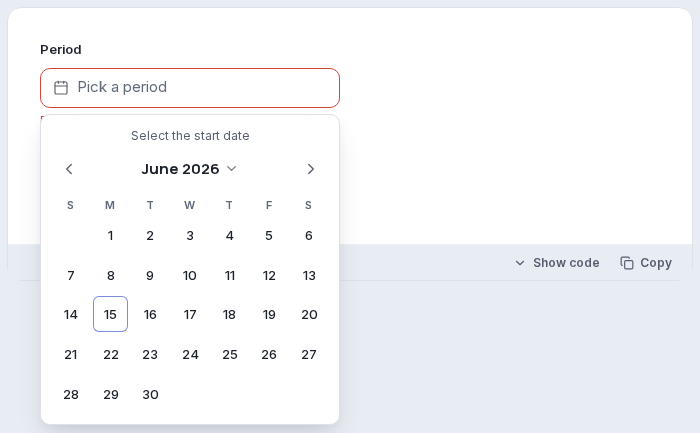 Period
Pick a period
Select the start date
June 2026
S M T W T F S
1 2 3 4 5 6
7 8 9 10 11 12 13
14 15 16 17 18 19 20
21 22 23 24 25 26 27
28 29 30
Show code Copy